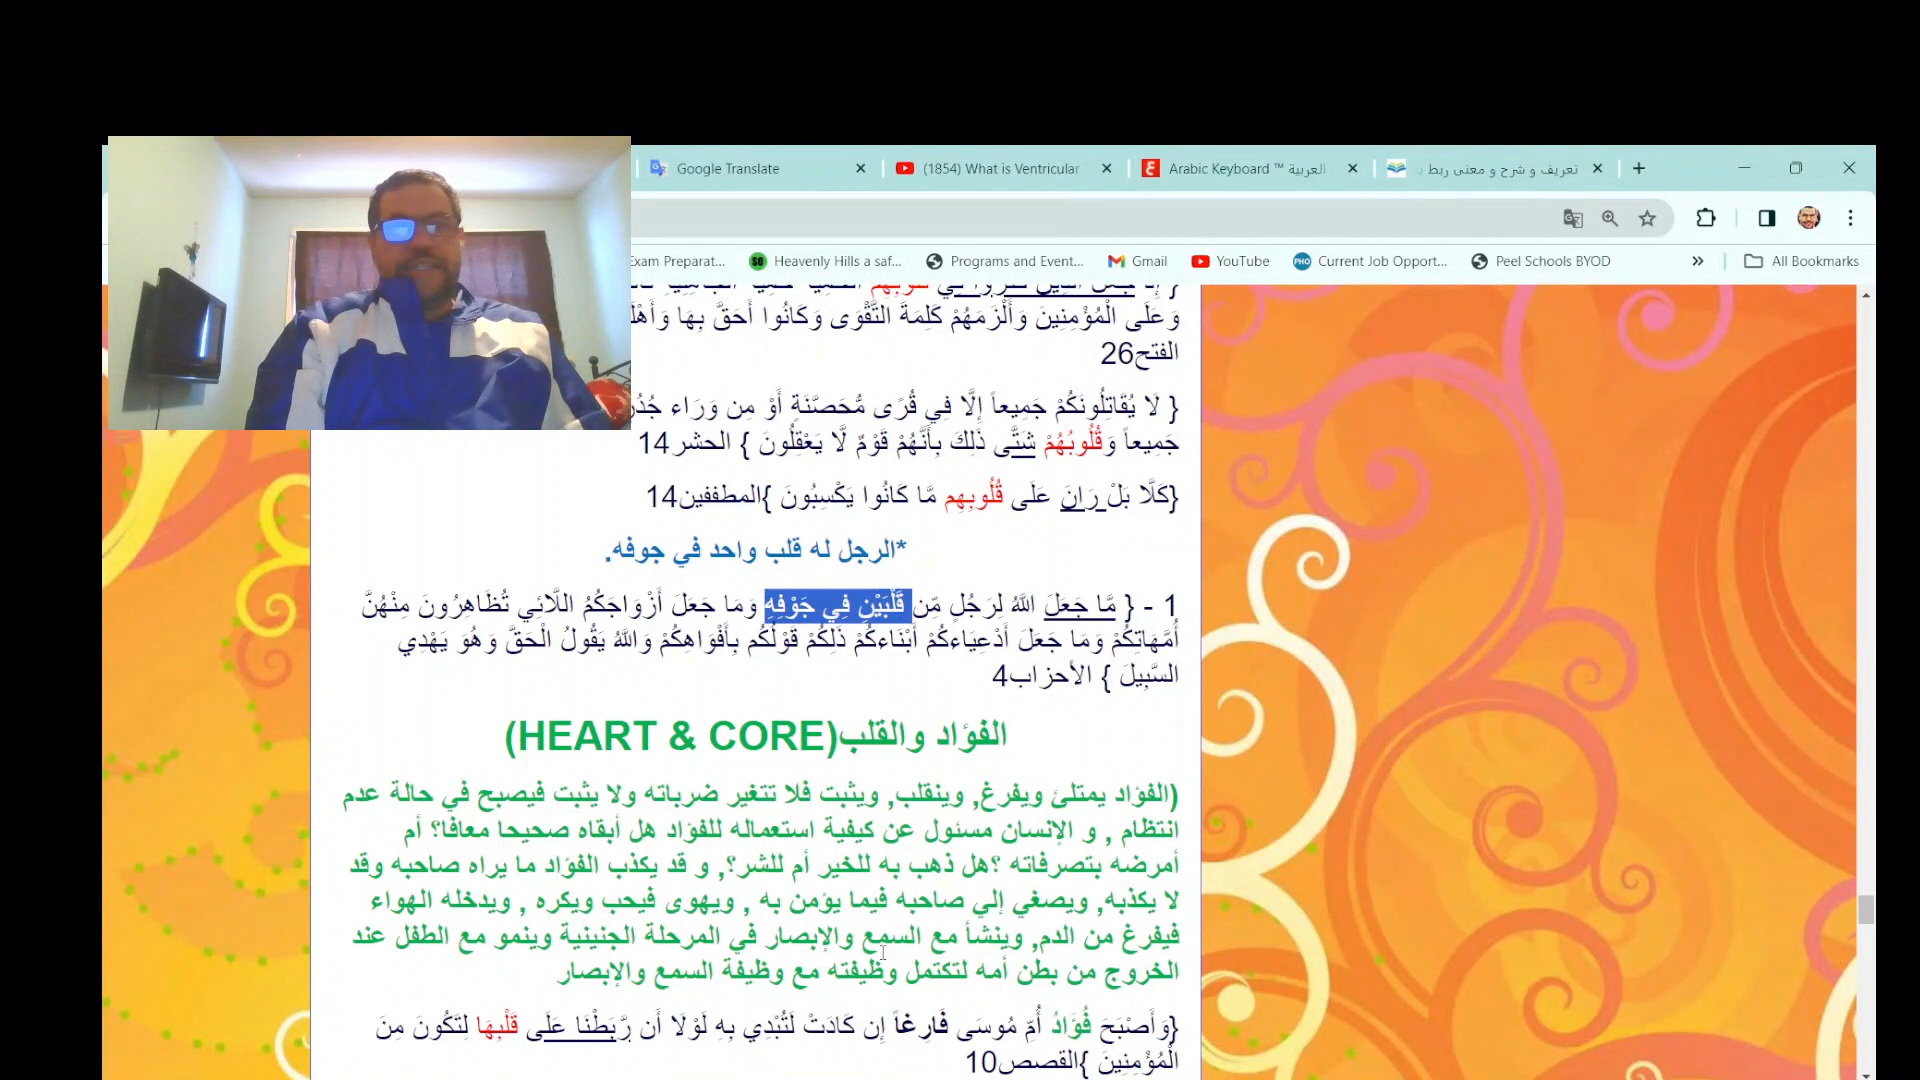 Google Translate
(1854) What is Ventricular
Arabic Keyboard ™ العربية
تعريف و شرح و معنى ربط
Exam Preparat...
Heavenly Hills a saf...
Programs and Event...
Gmail
YouTube
Current Job Opport...
Peel Schools BYOD
»
All Bookmarks
وَعَلَى الْمُؤْمِنِينَ وَأَلْزَمَهُمْ كَلِمَةَ التَّقْوَى وَكَانُوا أَحَقَّ بِهَا وَأَهْلَ
الفتح26
{ لَا يُقَاتِلُونَكُمْ جَمِيعاً إِلَّا فِي قُرًى مُّحَصَّنَةٍ أَوْ مِن وَرَاء جُدُرٍ
جَمِيعاً وَقُلُوبُهُمْ شَتَّى ذَلِكَ بِأَنَّهُمْ قَوْمٌ لَّا يَعْقِلُونَ } الحشر14
{كَلَّا بَلْ رَانَ عَلَى قُلُوبِهِم مَّا كَانُوا يَكْسِبُونَ }المطففين14
*الرجل له قلب واحد في جوفه.
1 - { مَّا جَعَلَ اللَّهُ لِرَجُلٍ مِّن قَلْبَيْنِ فِي جَوْفِهِ وَمَا جَعَلَ أَزْوَاجَكُمُ اللَّائِي تُظَاهِرُونَ مِنْهُنَّ
أُمَّهَاتِكُمْ وَمَا جَعَلَ أَدْعِيَاءكُمْ أَبْنَاءكُمْ ذَلِكُمْ قَوْلُكُم بِأَفْوَاهِكُمْ وَاللَّهُ يَقُولُ الْحَقَّ وَهُوَ يَهْدِي
السَّبِيلَ } الأحزاب4
الفؤاد والقلب(HEART & CORE)
(الفؤاد يمتلئ ويفرغ, وينقلب, ويثبت فلا تتغير ضرباته ولا يثبت فيصبح في حالة عدم
انتظام , و الإنسان مسئول عن كيفية استعماله للفؤاد هل أبقاه صحيحا معافا؟ أم
أمرضه بتصرفاته ؟هل ذهب به للخير أم للشر؟, و قد يكذب الفؤاد ما يراه صاحبه وقد
لا يكذبه, ويصغي إلي صاحبه فيما يؤمن به , ويهوى فيحب ويكره , ويدخله الهواء
فيفرغ من الدم, وينشأ مع السمع والإبصار في المرحلة الجنينية وينمو مع الطفل عند
الخروج من بطن أمه لتكتمل وظيفته مع وظيفة السمع والإبصار
{وَأَصْبَحَ فُؤَادُ أُمِّ مُوسَى فَارِغاً إِن كَادَتْ لَتُبْدِي بِهِ لَوْلَا أَن رَّبَطْنَا عَلَى قَلْبِهَا لِتَكُونَ مِنَ
الْمُؤْمِنِينَ }القصص10